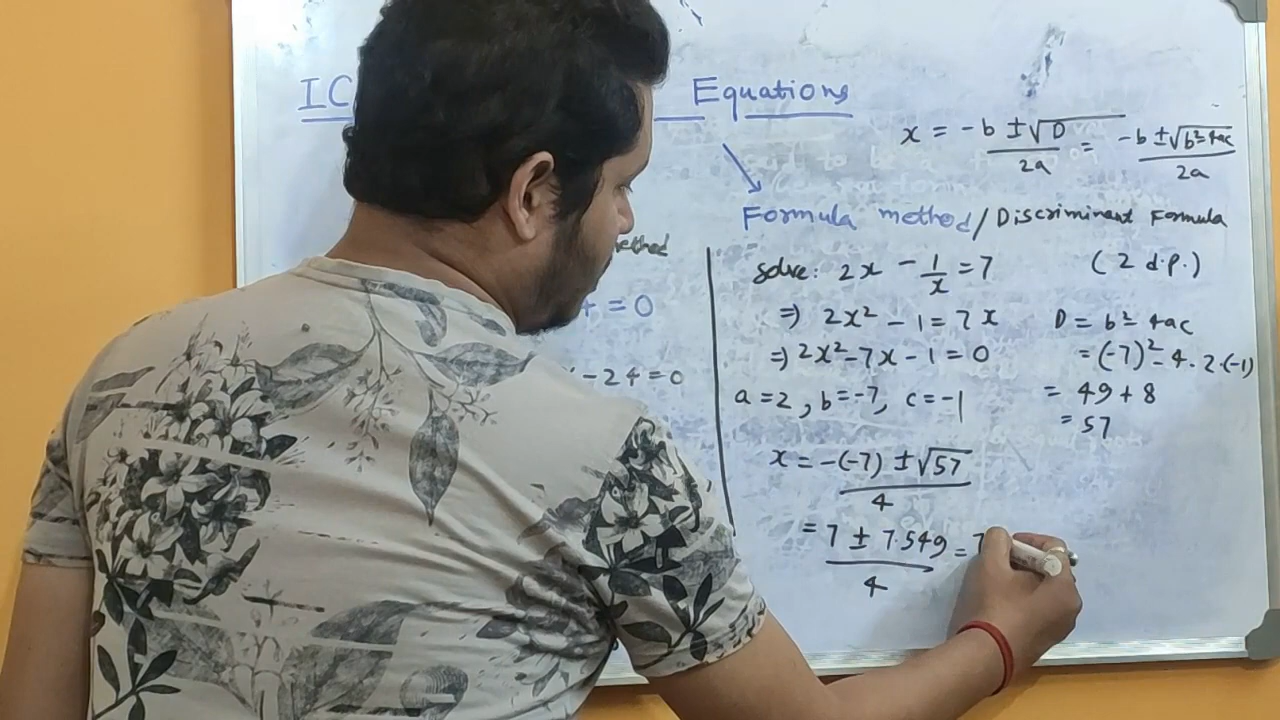 IC Equations
x = -b ±√D / 2a = -b ±√b²-4ac / 2a
Formula method / Discriminant Formula
method
solve: 2x - 1/x = 7 (2 d.p.)
= 0
⇒) 2x² - 1 = 7x
D = b² - 4ac
⇒) 2x² - 7x - 1 = 0
= (-7)² - 4 · 2 · (-1)
- 24 = 0
a = 2, b = -7, c = -1
= 49 + 8
= 57
x = -(-7) ±√57 / 4
= 7 ± 7.549 / 4 = 7